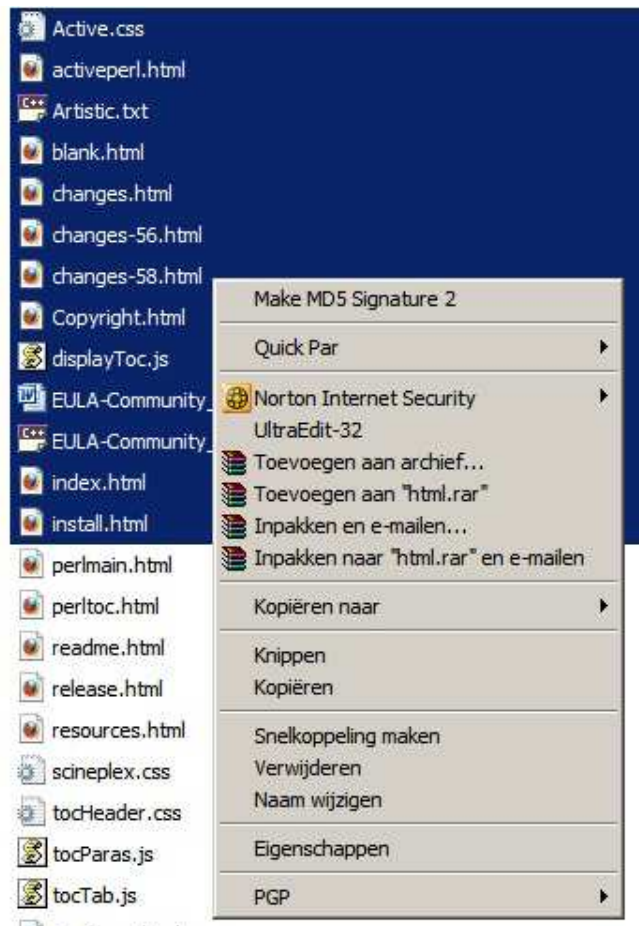 Active.css
activeperl.html
Artistic.txt
blank.html
changes.html
changes-56.html
changes-58.html
Copyright.html
displayToc.js
EULA-Community_
EULA-Community_
index.html
install.html
perlmain.html
perltoc.html
readme.html
release.html
resources.html
scineplex.css
tocHeader.css
tocParas.js
tocTab.js
Make MD5 Signature 2
Quick Par
Norton Internet Security
UltraEdit-32
Toevoegen aan archief...
Toevoegen aan "html.rar"
Inpakken en e-mailen...
Inpakken naar "html.rar" en e-mailen
Kopiëren naar
Knippen
Kopiëren
Snelkoppeling maken
Verwijderen
Naam wijzigen
Eigenschappen
PGP